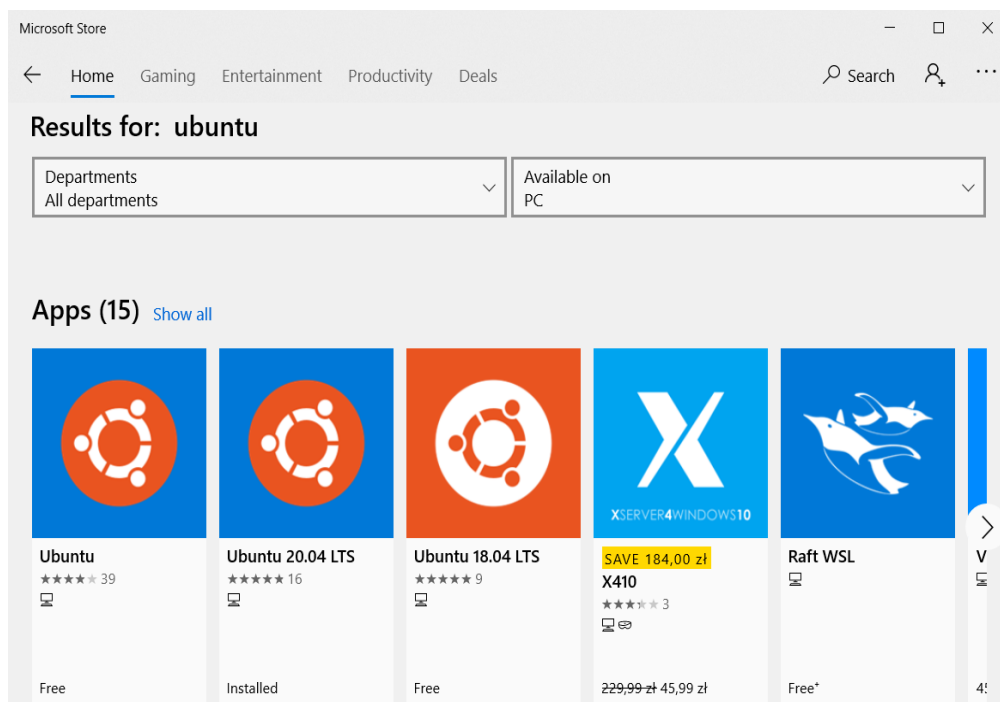 Microsoft Store
Home Gaming Entertainment Productivity Deals Search
Results for: ubuntu
Departments
All departments
Available on
PC
Apps (15) Show all
XSERVER4WINDOWS10
Ubuntu
39
Free
Ubuntu 20.04 LTS
16
Installed
Ubuntu 18.04 LTS
9
Free
SAVE 184,00 zł
X410
3
229,99 zł 45,99 zł
Raft WSL
Free+
V